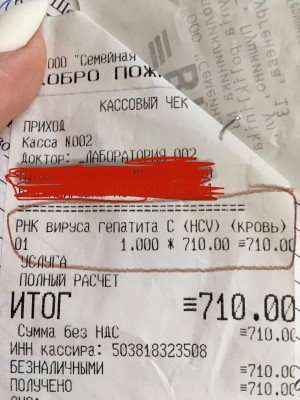 ООО "Семейная
ДОБРО ПОЖ
КАССОВЫЙ ЧЕК
ПРИХОД
Касса №002
Доктор: _ЛАБОРАТОРИЯ 002
РНК вируса гепатита С (HCV) (кровь)
01 1.000 * 710.00 ≡710.00
УСЛУГА
ПОЛНЫЙ РАСЧЕТ
ИТОГ ≡710.00
Сумма без НДС ≡710.00
ИНН кассира: 503818323508
БЕЗНАЛИЧНЫМИ ≡710.00
ПОЛУЧЕНО ≡710.00